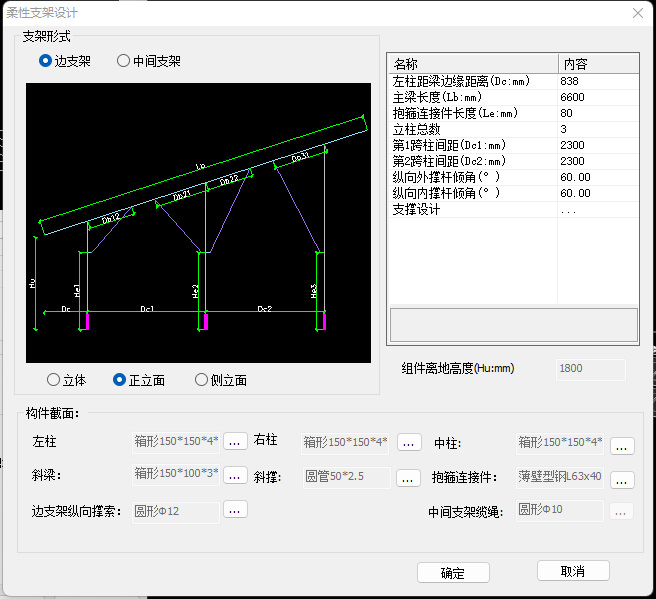 柔性支架设计
支架形式
边支架 中间支架
Lb
Db31
Db22
Db21
Db12
Hu
He1
He2
He3
Dc Dc1 Dc2
立体 正立面 侧立面
名称 内容
左柱距梁边缘距离(Dc:mm) 838
主梁长度(Lb:mm) 6600
抱箍连接件长度(Le:mm) 80
立柱总数 3
第1跨柱间距(Dc1:mm) 2300
第2跨柱间距(Dc2:mm) 2300
纵向外撑杆倾角(°) 60.00
纵向内撑杆倾角(°) 60.00
支撑设计 ...
组件离地高度(Hu:mm) 1800
构件截面:
左柱 箱形150*150*4* ... 右柱 箱形150*150*4* ... 中柱: 箱形150*150*4* ...
斜梁: 箱形150*100*3* ... 斜撑: 圆管50*2.5 ... 抱箍连接件: 薄壁型钢L63x40 ...
边支架纵向撑索: 圆形Φ12 ... 中间支架缆绳: 圆形Φ10 ...
确定 取消